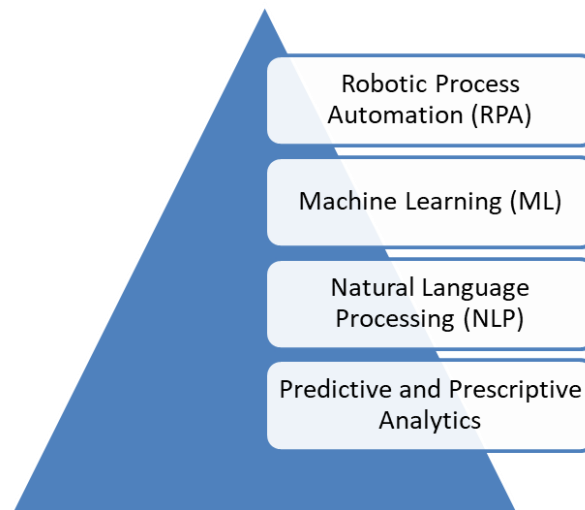 Robotic Process
Automation (RPA)
Machine Learning (ML)
Natural Language
Processing (NLP)
Predictive and Prescriptive
Analytics